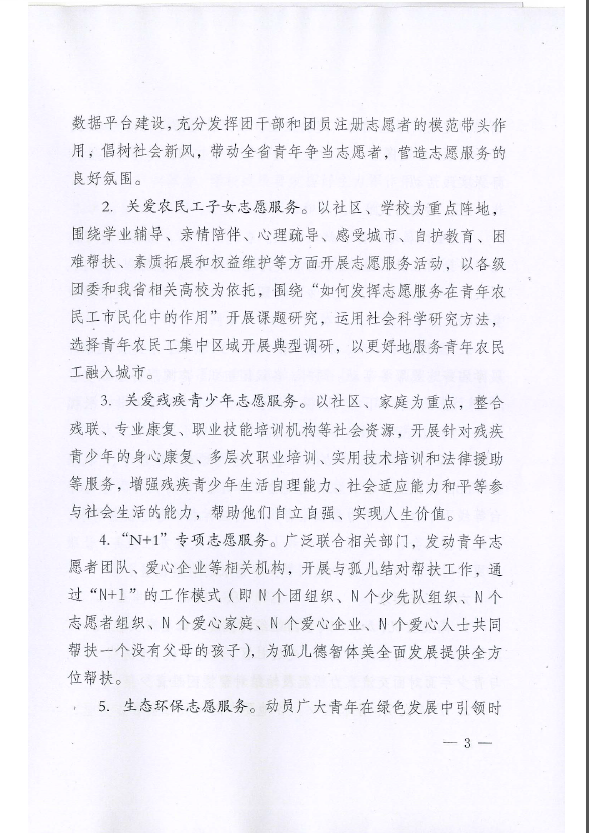 数据平台建设，充分发挥团干部和团员注册志愿者的模范带头作
用，倡树社会新风，带动全省青年争当志愿者，营造志愿服务的
良好氛围。
2. 关爱农民工子女志愿服务。以社区、学校为重点阵地，
围绕学业辅导、亲情陪伴、心理疏导、感受城市、自护教育、困
难帮扶、素质拓展和权益维护等方面开展志愿服务活动，以各级
团委和我省相关高校为依托，围绕“如何发挥志愿服务在青年农
民工市民化中的作用”开展课题研究，运用社会科学研究方法，
选择青年农民工集中区域开展典型调研，以更好地服务青年农民
工融入城市。
3. 关爱残疾青少年志愿服务。以社区、家庭为重点，整合
残联、专业康复、职业技能培训机构等社会资源，开展针对残疾
青少年的身心康复、多层次职业培训、实用技术培训和法律援助
等服务，增强残疾青少年生活自理能力、社会适应能力和平等参
与社会生活的能力，帮助他们自立自强、实现人生价值。
4. “N+1”专项志愿服务。广泛联合相关部门，发动青年志
愿者团队、爱心企业等相关机构，开展与孤儿结对帮扶工作，通
过“N+1”的工作模式（即 N 个团组织、N 个少先队组织、N 个
志愿者组织、N 个爱心家庭、N 个爱心企业、N 个爱心人士共同
帮扶一个没有父母的孩子），为孤儿德智体美全面发展提供全方
位帮扶。
5. 生态环保志愿服务。动员广大青年在绿色发展中引领时
— 3 —